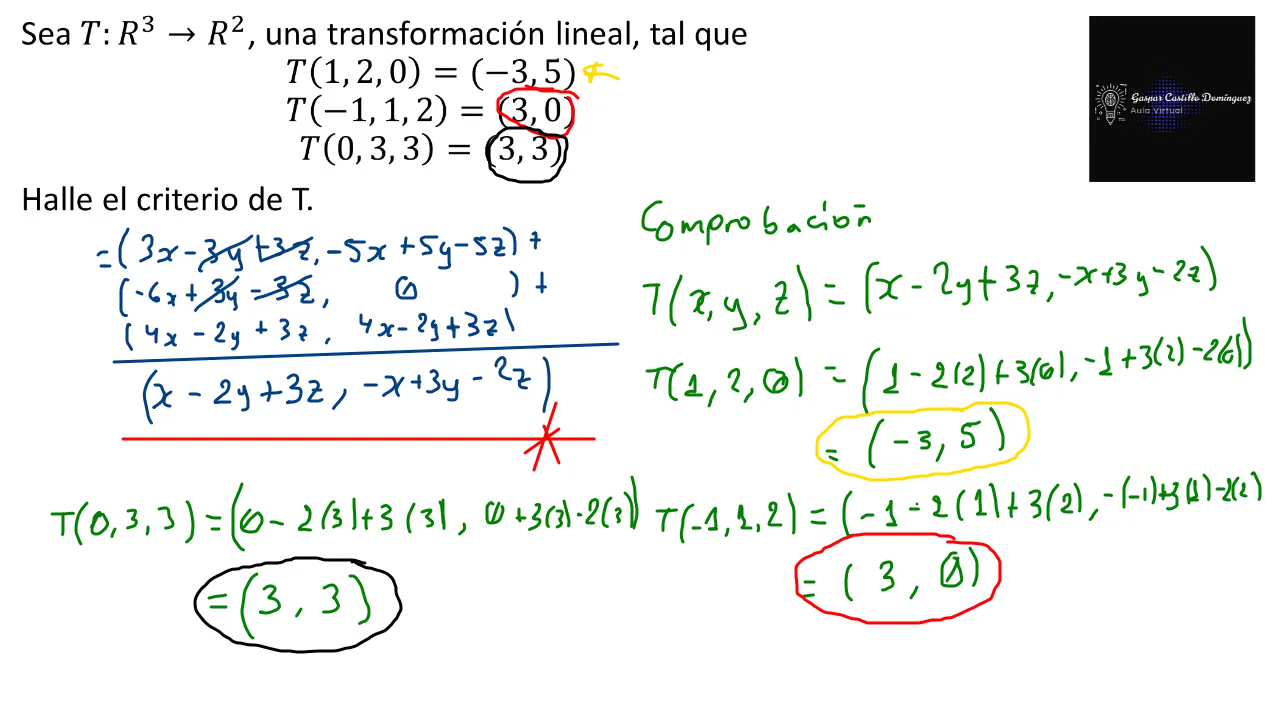 Sea T: R³ → R², una transformación lineal, tal que
T(1, 2, 0) = (−3, 5)
T(−1, 1, 2) = (3, 0)
T(0, 3, 3) = (3, 3)
Gaspar Castillo Domínguez
Aula Virtual
Halle el criterio de T.
= (3x - 3y + 3z, -5x + 5y - 5z) +
(-6x + 3y - 3z, 0) +
(4x - 2y + 3z, 4x - 2y + 3z)
(x - 2y + 3z, -x + 3y - 2z)
Comprobación
T(x, y, z) = (x - 2y + 3z, -x + 3y - 2z)
T(1, 2, 0) = (1 - 2(2) + 3(0), -1 + 3(2) - 2(0))
= (-3, 5)
T(0, 3, 3) = (0 - 2(3) + 3(3), 0 + 3(3) - 2(3))
= (3, 3)
T(-1, 1, 2) = (-1 - 2(1) + 3(2), -(-1) + 3(1) - 2(2))
= (3, 0)